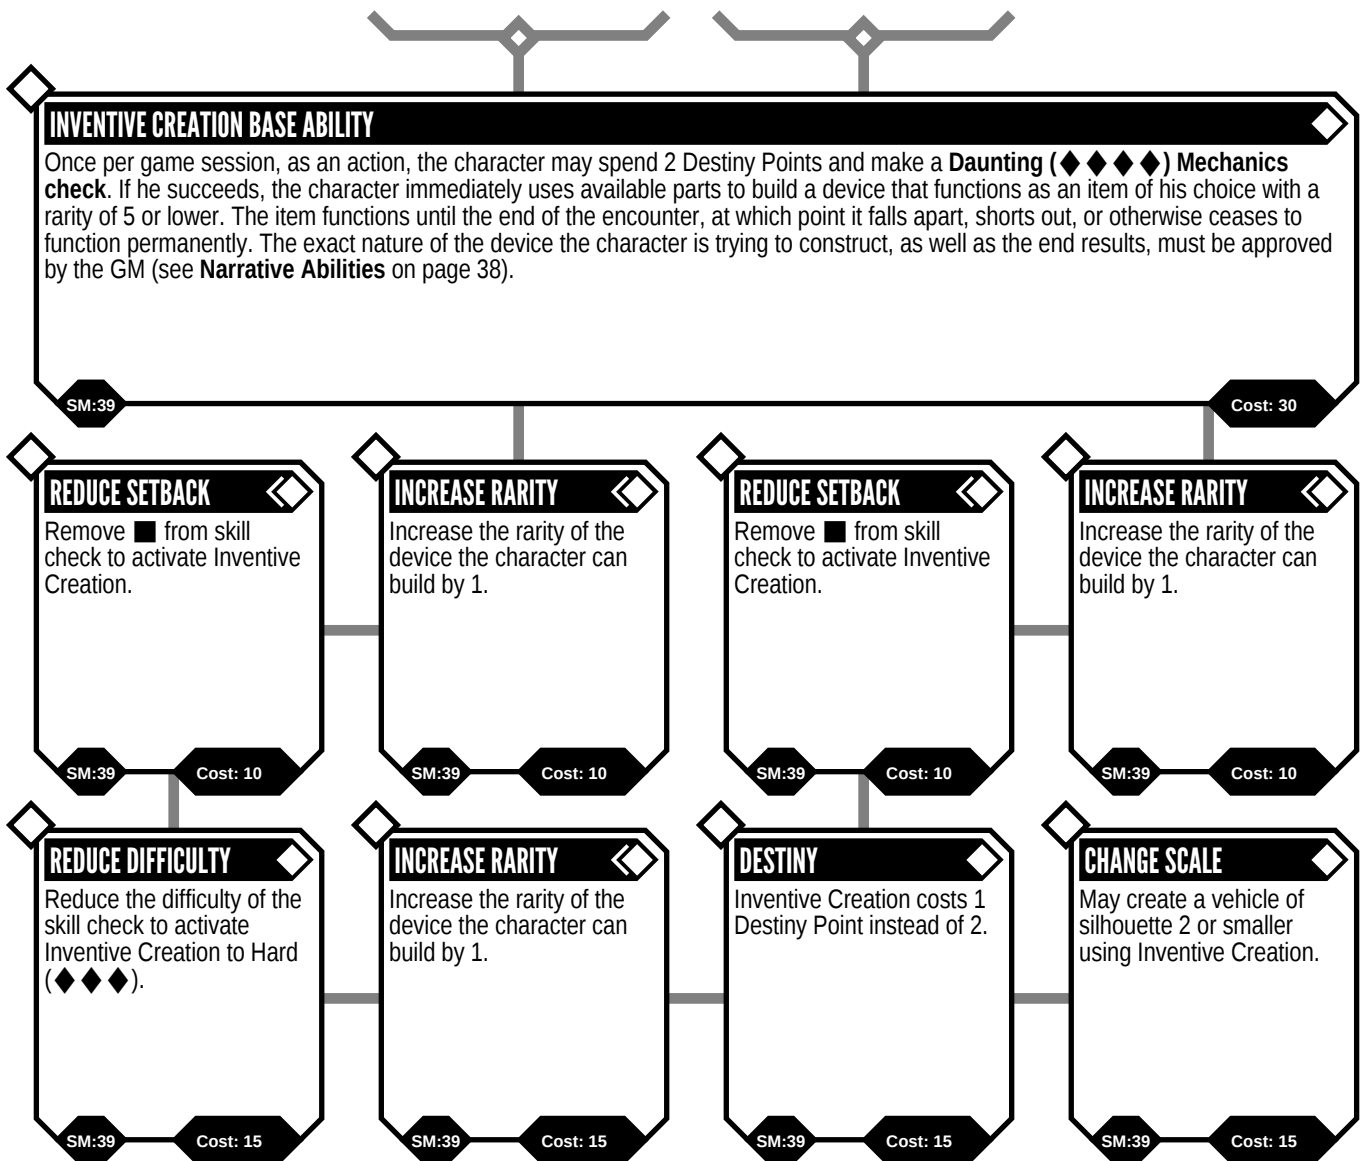 INVENTIVE CREATION BASE ABILITY
Once per game session, as an action, the character may spend 2 Destiny Points and make a Daunting (◆◆◆◆) Mechanics
check. If he succeeds, the character immediately uses available parts to build a device that functions as an item of his choice with a
rarity of 5 or lower. The item functions until the end of the encounter, at which point it falls apart, shorts out, or otherwise ceases to
function permanently. The exact nature of the device the character is trying to construct, as well as the end results, must be approved
by the GM (see Narrative Abilities on page 38).
SM:39
Cost: 30
REDUCE SETBACK
Remove ■ from skill
check to activate Inventive
Creation.
SM:39
Cost: 10
INCREASE RARITY
Increase the rarity of the
device the character can
build by 1.
SM:39
Cost: 10
REDUCE SETBACK
Remove ■ from skill
check to activate Inventive
Creation.
SM:39
Cost: 10
INCREASE RARITY
Increase the rarity of the
device the character can
build by 1.
SM:39
Cost: 10
REDUCE DIFFICULTY
Reduce the difficulty of the
skill check to activate
Inventive Creation to Hard
(◆◆◆).
SM:39
Cost: 15
INCREASE RARITY
Increase the rarity of the
device the character can
build by 1.
SM:39
Cost: 15
DESTINY
Inventive Creation costs 1
Destiny Point instead of 2.
SM:39
Cost: 15
CHANGE SCALE
May create a vehicle of
silhouette 2 or smaller
using Inventive Creation.
SM:39
Cost: 15